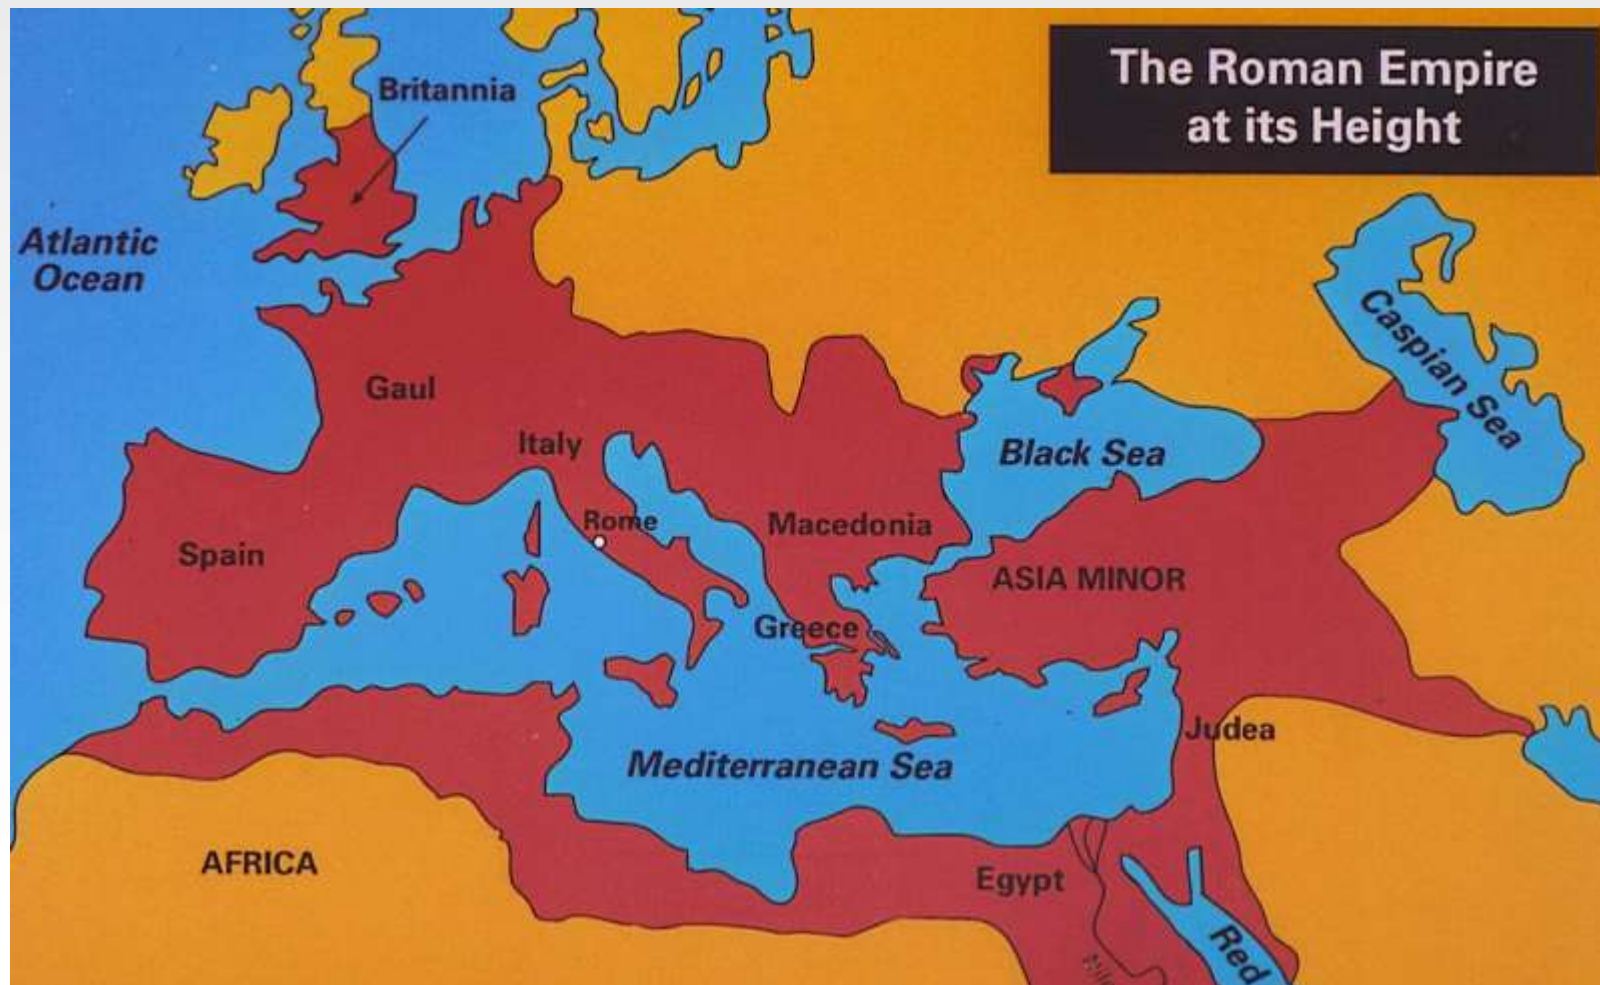 The Roman Empire
at its Height
Britannia
Atlantic
Ocean
Caspian Sea
Gaul
Italy
Black Sea
Rome
Macedonia
Spain
ASIA MINOR
Greece
Judea
Mediterranean Sea
AFRICA
Egypt
Red
Nile